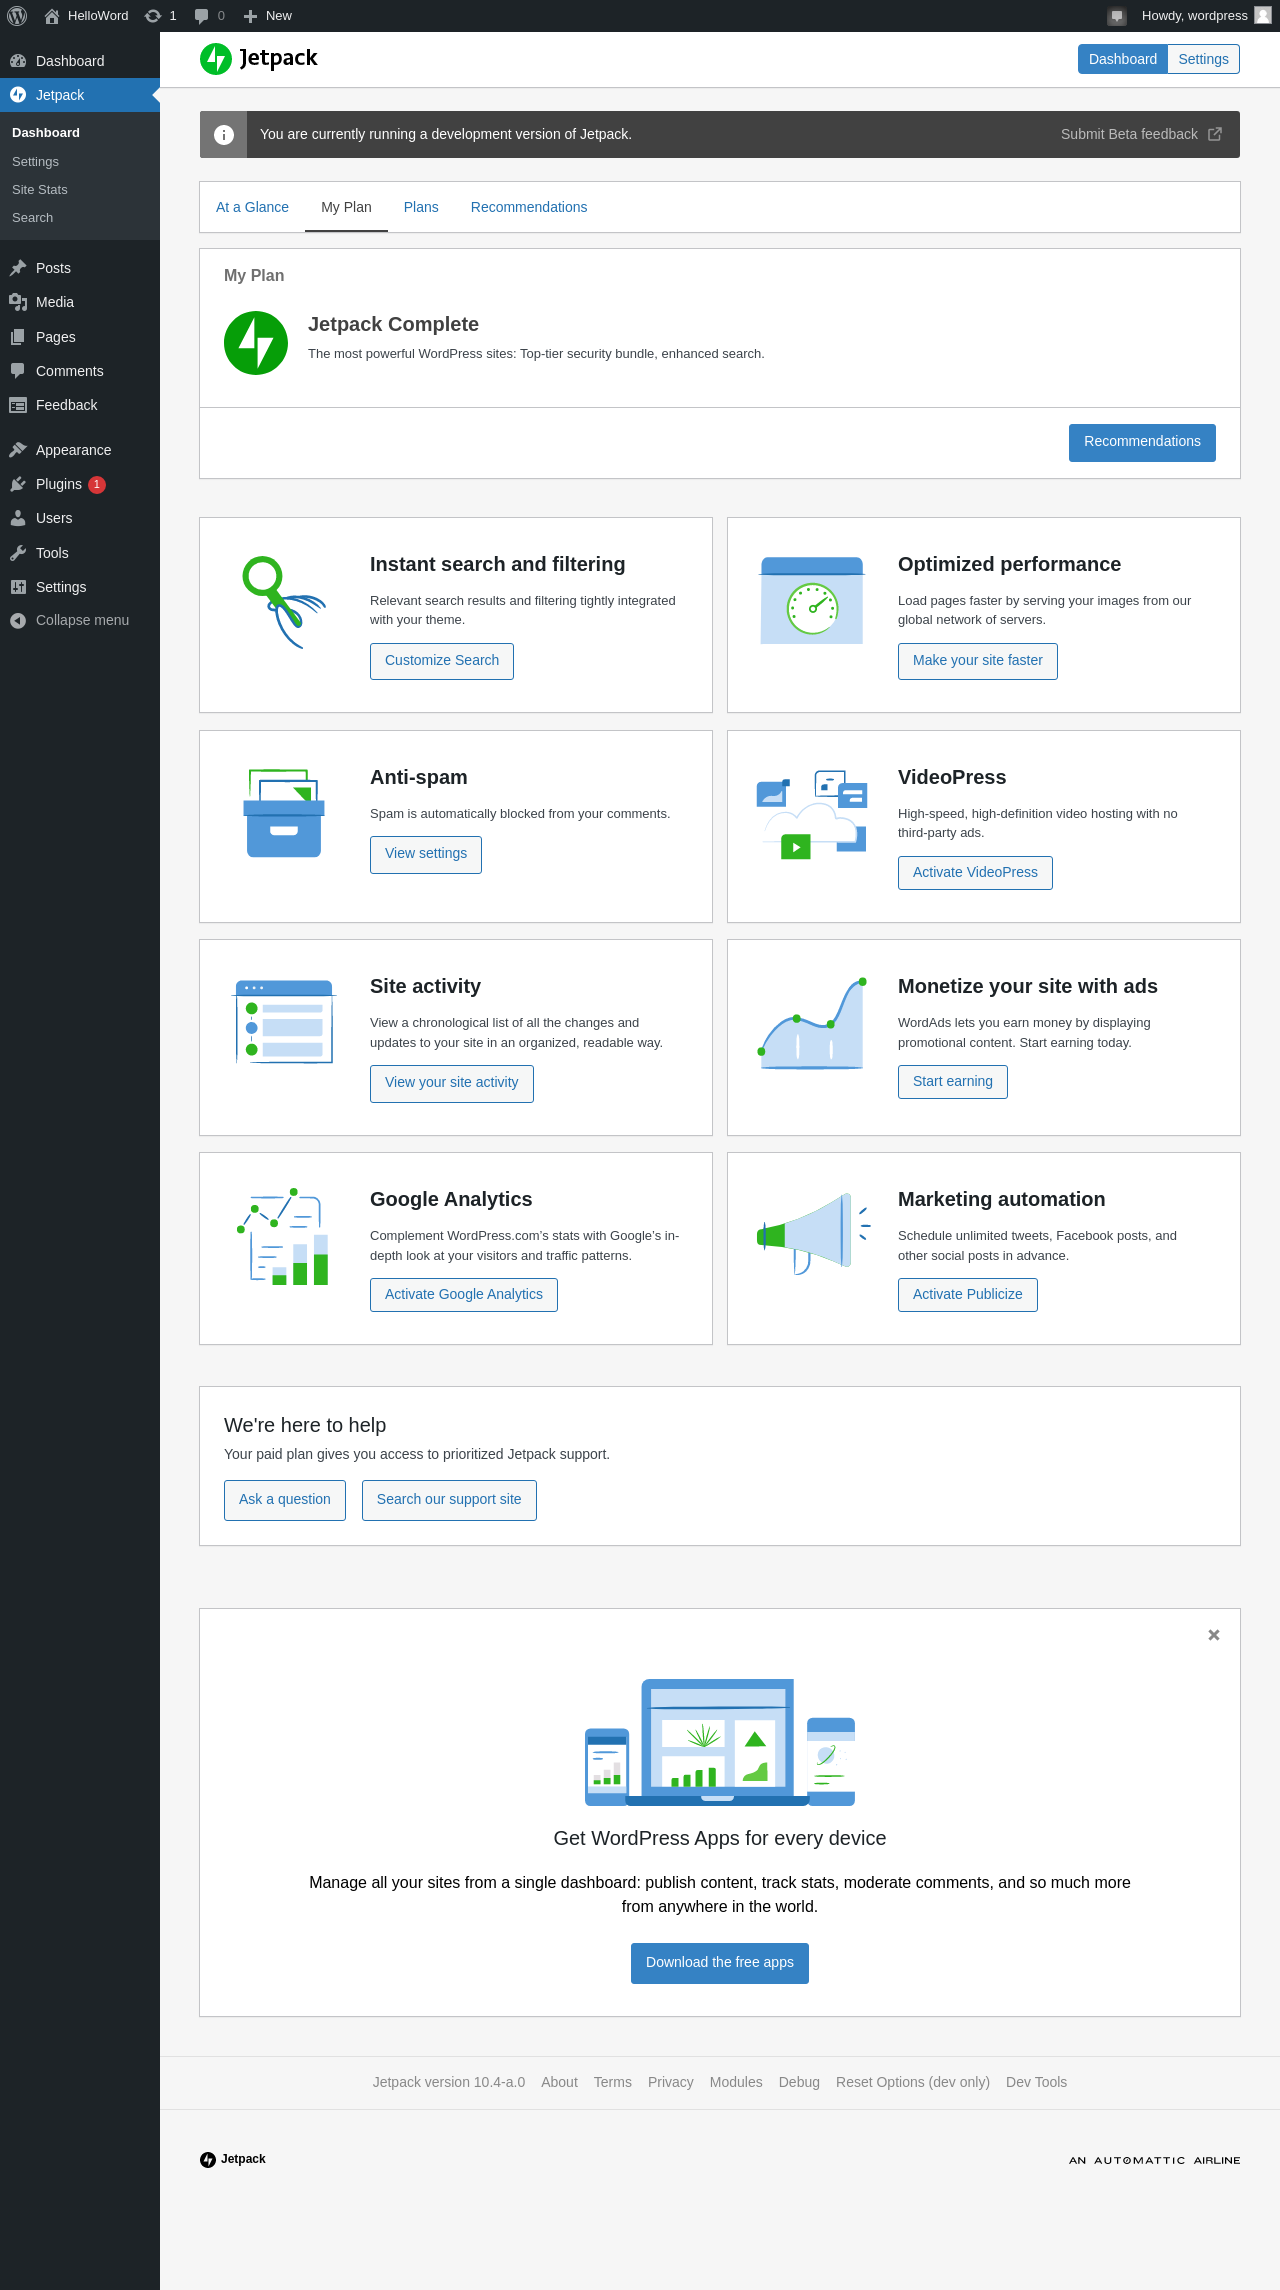 HelloWord 1 0 New Howdy, wordpress
Dashboard
Jetpack
Dashboard
Settings
Site Stats
Search
Posts
Media
Pages
Comments
Feedback
Appearance
Plugins 1
Users
Tools
Settings
Collapse menu
Jetpack Dashboard Settings
You are currently running a development version of Jetpack. Submit Beta feedback
At a Glance My Plan Plans Recommendations
My Plan
Jetpack Complete
The most powerful WordPress sites: Top-tier security bundle, enhanced search.
Recommendations
Instant search and filtering
Relevant search results and filtering tightly integrated
with your theme.
Customize Search
Optimized performance
Load pages faster by serving your images from our
global network of servers.
Make your site faster
Anti-spam
Spam is automatically blocked from your comments.
View settings
VideoPress
High-speed, high-definition video hosting with no
third-party ads.
Activate VideoPress
Site activity
View a chronological list of all the changes and
updates to your site in an organized, readable way.
View your site activity
Monetize your site with ads
WordAds lets you earn money by displaying
promotional content. Start earning today.
Start earning
Google Analytics
Complement WordPress.com’s stats with Google’s in-
depth look at your visitors and traffic patterns.
Activate Google Analytics
Marketing automation
Schedule unlimited tweets, Facebook posts, and
other social posts in advance.
Activate Publicize
We're here to help
Your paid plan gives you access to prioritized Jetpack support.
Ask a question Search our support site
Get WordPress Apps for every device
Manage all your sites from a single dashboard: publish content, track stats, moderate comments, and so much more
from anywhere in the world.
Download the free apps
Jetpack version 10.4-a.0 About Terms Privacy Modules Debug Reset Options (dev only) Dev Tools
Jetpack AN AUTOMATTIC AIRLINE